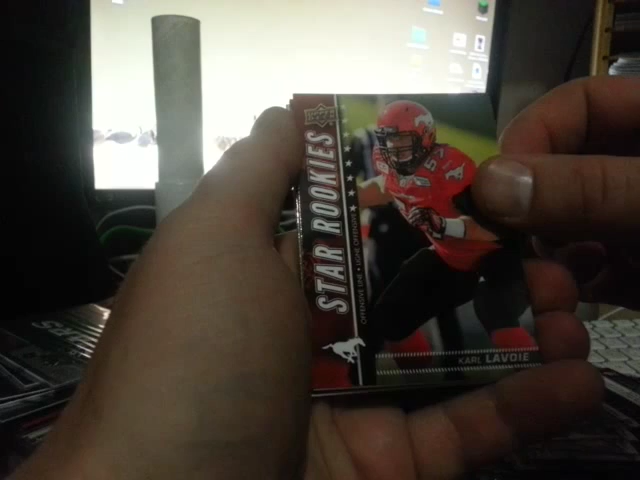 STAR ROOKIES
OFFENSIVE LINE • LIGNE OFFENSIVE
KARL LAVOIE